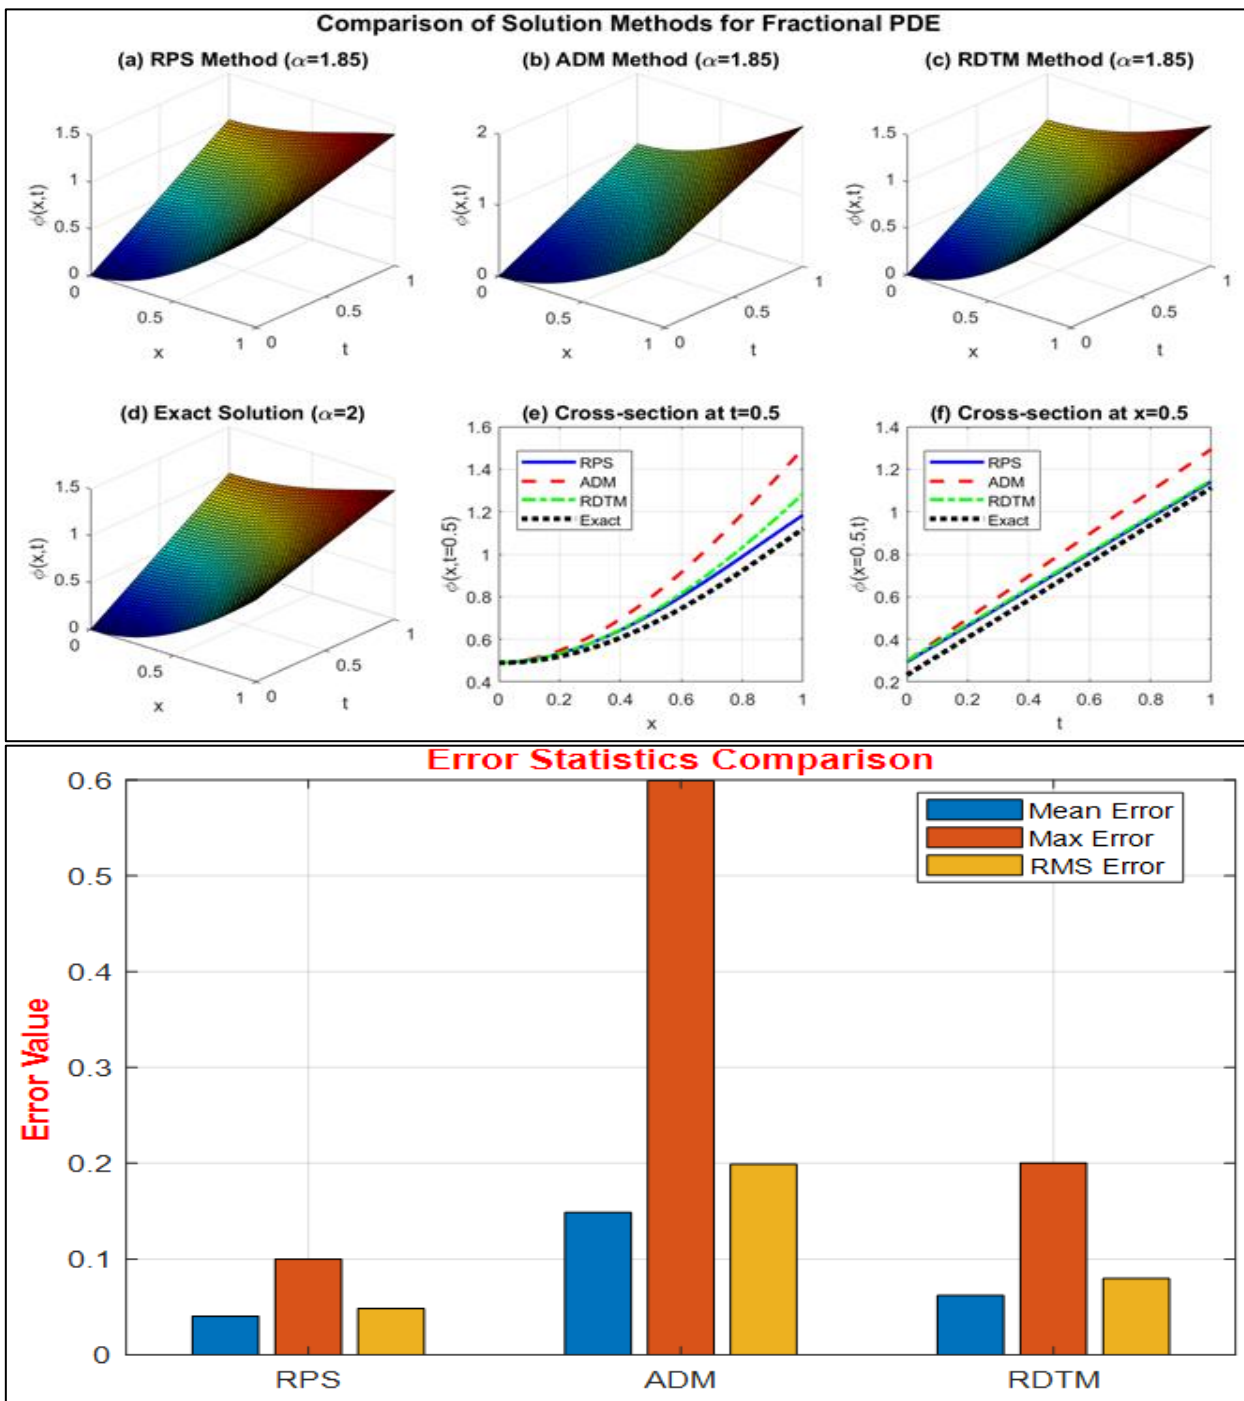 Comparison of Solution Methods for Fractional PDE
(a) RPS Method (α=1.85)
1.5
1
0.5
0
ϕ(x,t)
0
0.5
1
x
0
0.5
1
t
(b) ADM Method (α=1.85)
2
1
0
ϕ(x,t)
0
0.5
1
x
0
0.5
1
t
(c) RDTM Method (α=1.85)
1.5
1
0.5
0
ϕ(x,t)
0
0.5
1
x
0
0.5
1
t
(d) Exact Solution (α=2)
1.5
1
0.5
0
ϕ(x,t)
0
0.5
1
x
0
0.5
1
t
(e) Cross-section at t=0.5
1.6
1.4
1.2
1
0.8
0.6
0.4
ϕ(x,t=0.5)
RPS
ADM
RDTM
Exact
0 0.2 0.4 0.6 0.8 1
x
(f) Cross-section at x=0.5
1.4
1.2
1.0
0.8
0.6
0.4
0.2
ϕ(x=0.5,t)
RPS
ADM
RDTM
Exact
0 0.2 0.4 0.6 0.8 1
t
Error Statistics Comparison
0.6
0.5
0.4
0.3
0.2
0.1
0
Error Value
Mean Error
Max Error
RMS Error
RPS ADM RDTM